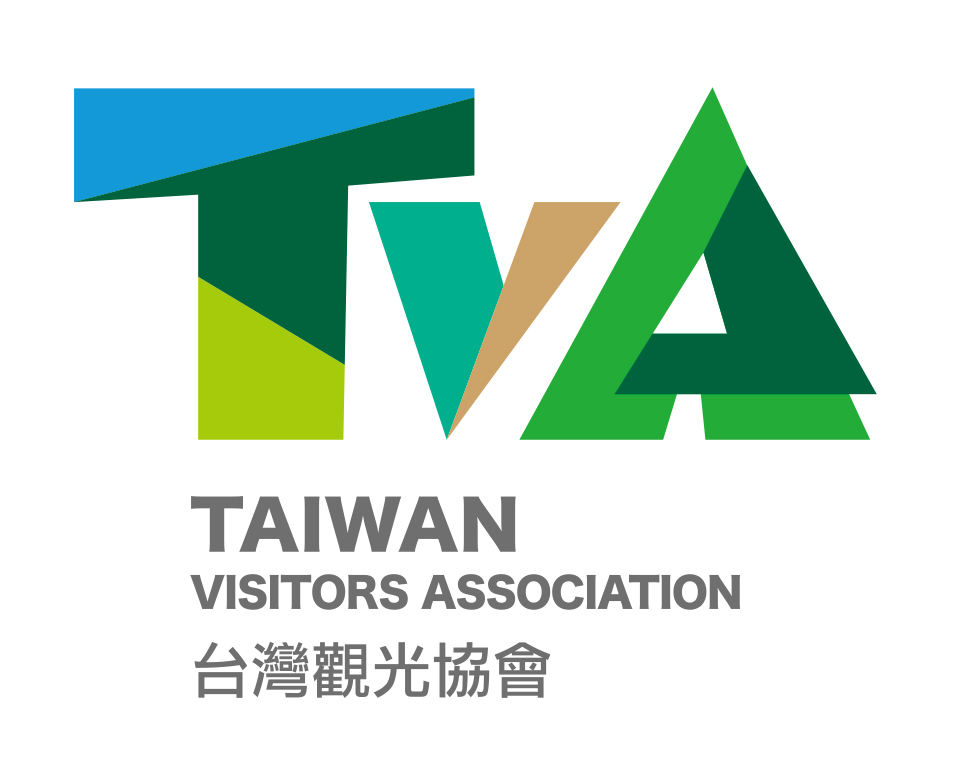 TVA
TAIWAN
VISITORS ASSOCIATION
台灣觀光協會